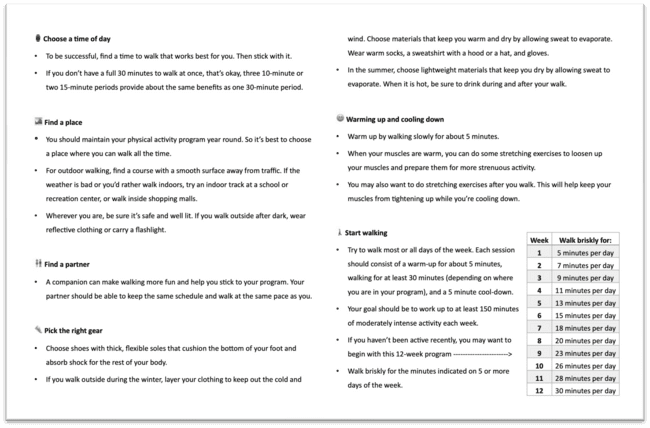 Choose a time of day
• To be successful, find a time to walk that works best for you. Then stick with it.
• If you don't have a full 30 minutes to walk at once, that's okay, three 10-minute or
two 15-minute periods provide about the same benefits as one 30-minute period.
Find a place
• You should maintain your physical activity program year round. So it's best to choose
a place where you can walk all the time.
• For outdoor walking, find a course with a smooth surface away from traffic. If the
weather is bad or you'd rather walk indoors, try an indoor track at a school or
recreation center, or walk inside shopping malls.
• Wherever you are, be sure it's safe and well lit. If you walk outside after dark, wear
reflective clothing or carry a flashlight.
Find a partner
• A companion can make walking more fun and help you stick to your program. Your
partner should be able to keep the same schedule and walk at the same pace as you.
Pick the right gear
• Choose shoes with thick, flexible soles that cushion the bottom of your foot and
absorb shock for the rest of your body.
• If you walk outside during the winter, layer your clothing to keep out the cold and
wind. Choose materials that keep you warm and dry by allowing sweat to evaporate.
Wear warm socks, a sweatshirt with a hood or a hat, and gloves.
• In the summer, choose lightweight materials that keep you dry by allowing sweat to
evaporate. When it is hot, be sure to drink during and after your walk.
Warming up and cooling down
• Warm up by walking slowly for about 5 minutes.
• When your muscles are warm, you can do some stretching exercises to loosen up
your muscles and prepare them for more strenuous activity.
• You may also want to do stretching exercises after you walk. This will help keep your
muscles from tightening up while you're cooling down.
Start walking
• Try to walk most or all days of the week. Each session
should consist of a warm-up for about 5 minutes,
walking for at least 30 minutes (depending on where
you are in your program), and a 5 minute cool-down.
• Your goal should be to work up to at least 150 minutes
of moderately intense activity each week.
• If you haven't been active recently, you may want to
begin with this 12-week program ----------------------->
• Walk briskly for the minutes indicated on 5 or more
days of the week.
Week Walk briskly for:
1 5 minutes per day
2 7 minutes per day
3 9 minutes per day
4 11 minutes per day
5 13 minutes per day
6 15 minutes per day
7 18 minutes per day
8 20 minutes per day
9 23 minutes per day
10 26 minutes per day
11 28 minutes per day
12 30 minutes per day